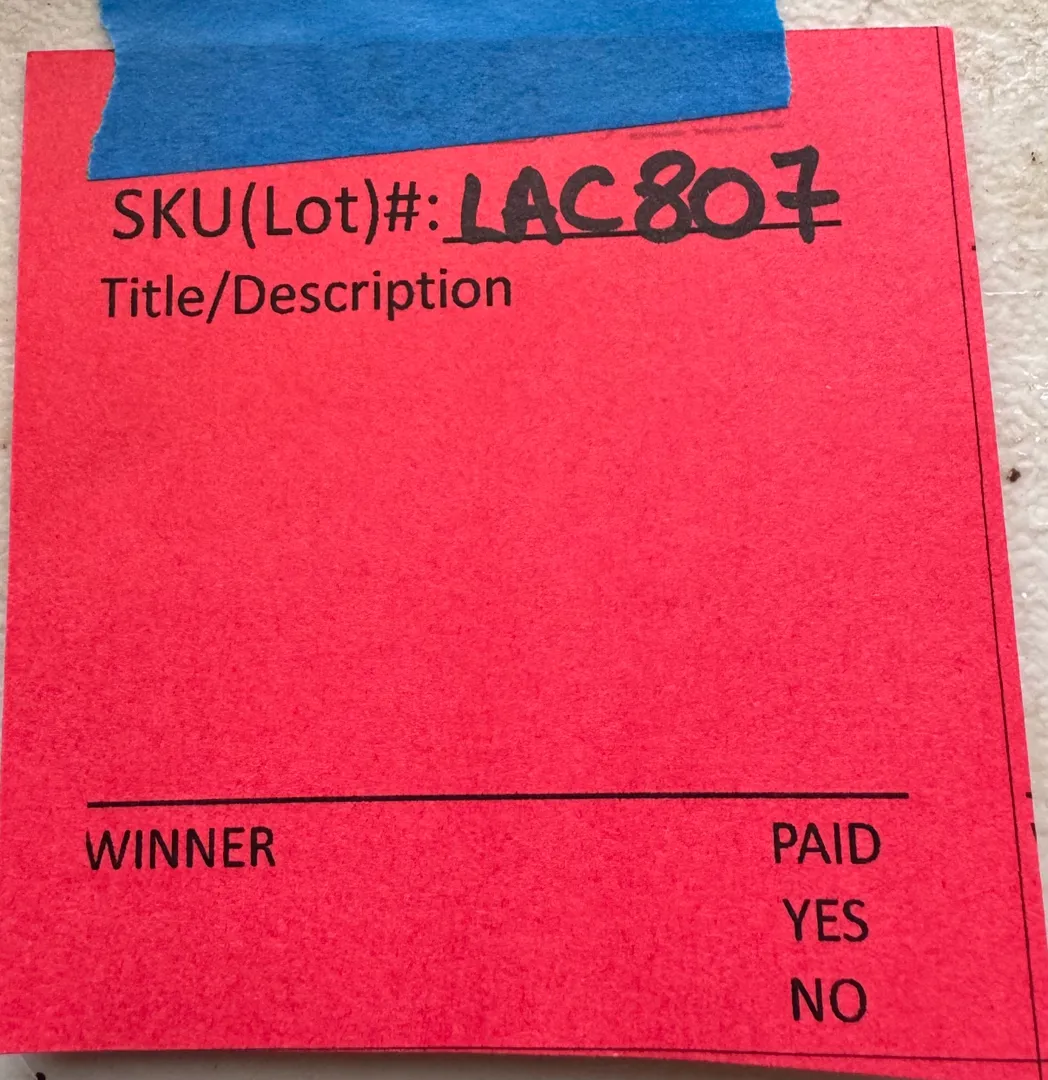 SKU(Lot)#: LAC807
Title/Description
WINNER PAID
YES
NO